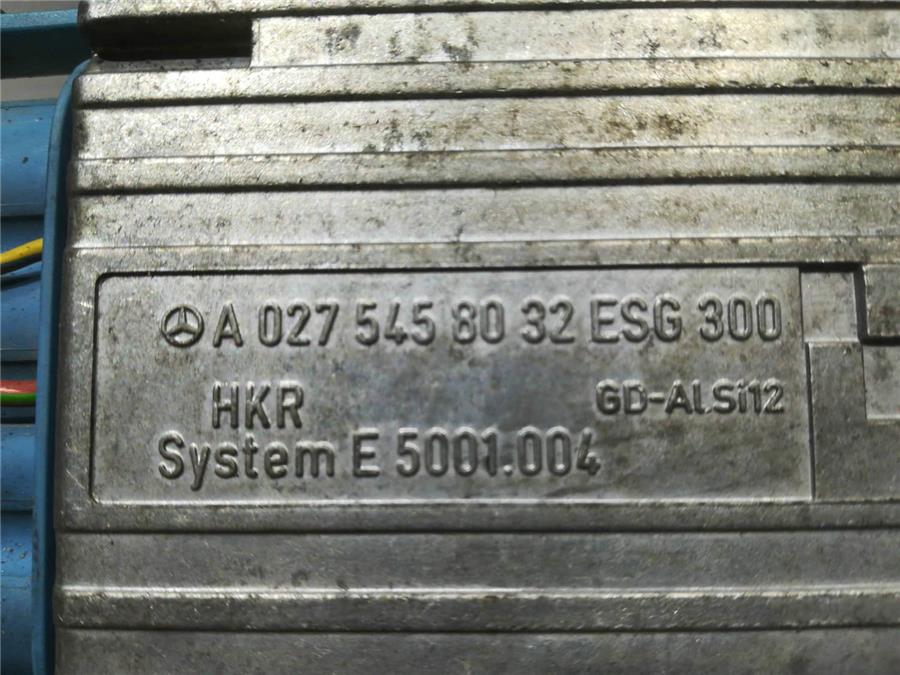 A 027 545 80 32 ESG 300
HKR GD-AlSi12
System E 5001.004